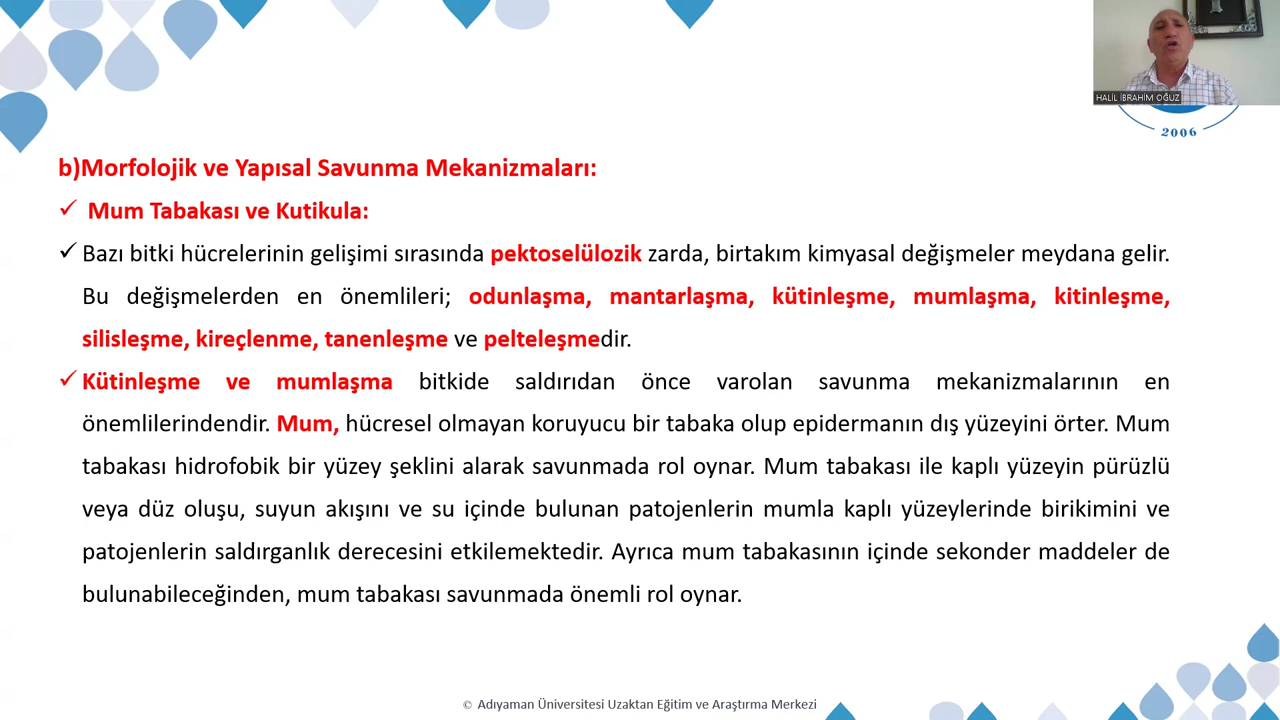 HALİL İBRAHİM OĞUZ
2006
b)Morfolojik ve Yapısal Savunma Mekanizmaları:
✓ Mum Tabakası ve Kutikula:
✓ Bazı bitki hücrelerinin gelişimi sırasında pektoselülozik zarda, birtakım kimyasal değişmeler meydana gelir.
Bu değişmelerden en önemlileri; odunlaşma, mantarlaşma, kütinleşme, mumlaşma, kitinleşme,
silisleşme, kireçlenme, tanenleşme ve pelteleşmedir.
✓ Kütinleşme ve mumlaşma bitkide saldırıdan önce varolan savunma mekanizmalarının en
önemlilerindendir. Mum, hücresel olmayan koruyucu bir tabaka olup epidermanın dış yüzeyini örter. Mum
tabakası hidrofobik bir yüzey şeklini alarak savunmada rol oynar. Mum tabakası ile kaplı yüzeyin pürüzlü
veya düz oluşu, suyun akışını ve su içinde bulunan patojenlerin mumla kaplı yüzeylerinde birikimini ve
patojenlerin saldırganlık derecesini etkilemektedir. Ayrıca mum tabakasının içinde sekonder maddeler de
bulunabileceğinden, mum tabakası savunmada önemli rol oynar.
© Adıyaman Üniversitesi Uzaktan Eğitim ve Araştırma Merkezi